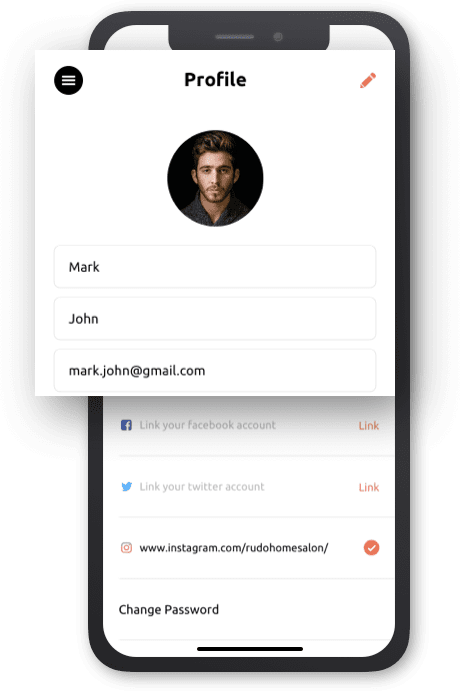 Profile
Mark
John
mark.john@gmail.com
Link your facebook account Link
Link your twitter account Link
www.instagram.com/rudohomesalon/
Change Password